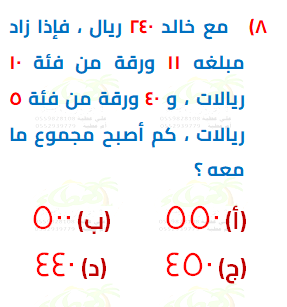 ٨) مع خالد ٢٤٠ ريال ، فإذا زاد
مبلغه ١١ ورقة من فئة ١٠
ريالات ، و ٤٠ ورقة من فئة ٥
ريالات ، كم أصبح مجموع ما
معه ؟
(أ) ٥٥٠ (ب) ٥٠٠
(ج) ٤٥٠ (د) ٤٤٠